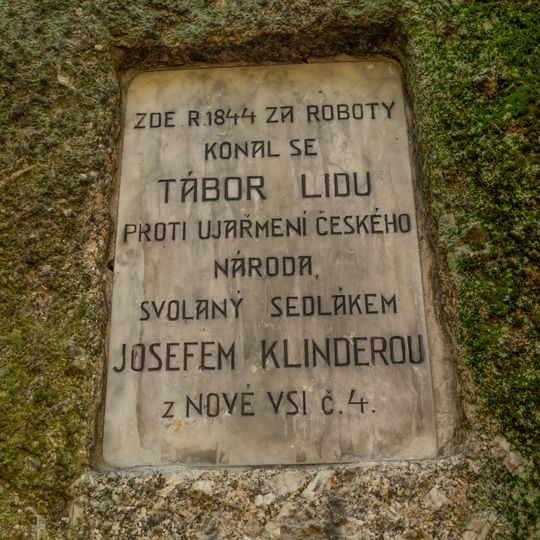 ZDE R.1844 ZA ROBOTY
KONAL SE
TÁBOR LIDU
PROTI UJAŘMENÍ ČESKÉHO
NÁRODA,
SVOLANÝ SEDLÁKEM
JOSEFEM KLINDEROU
Z NOVÉ VSI Č.4.